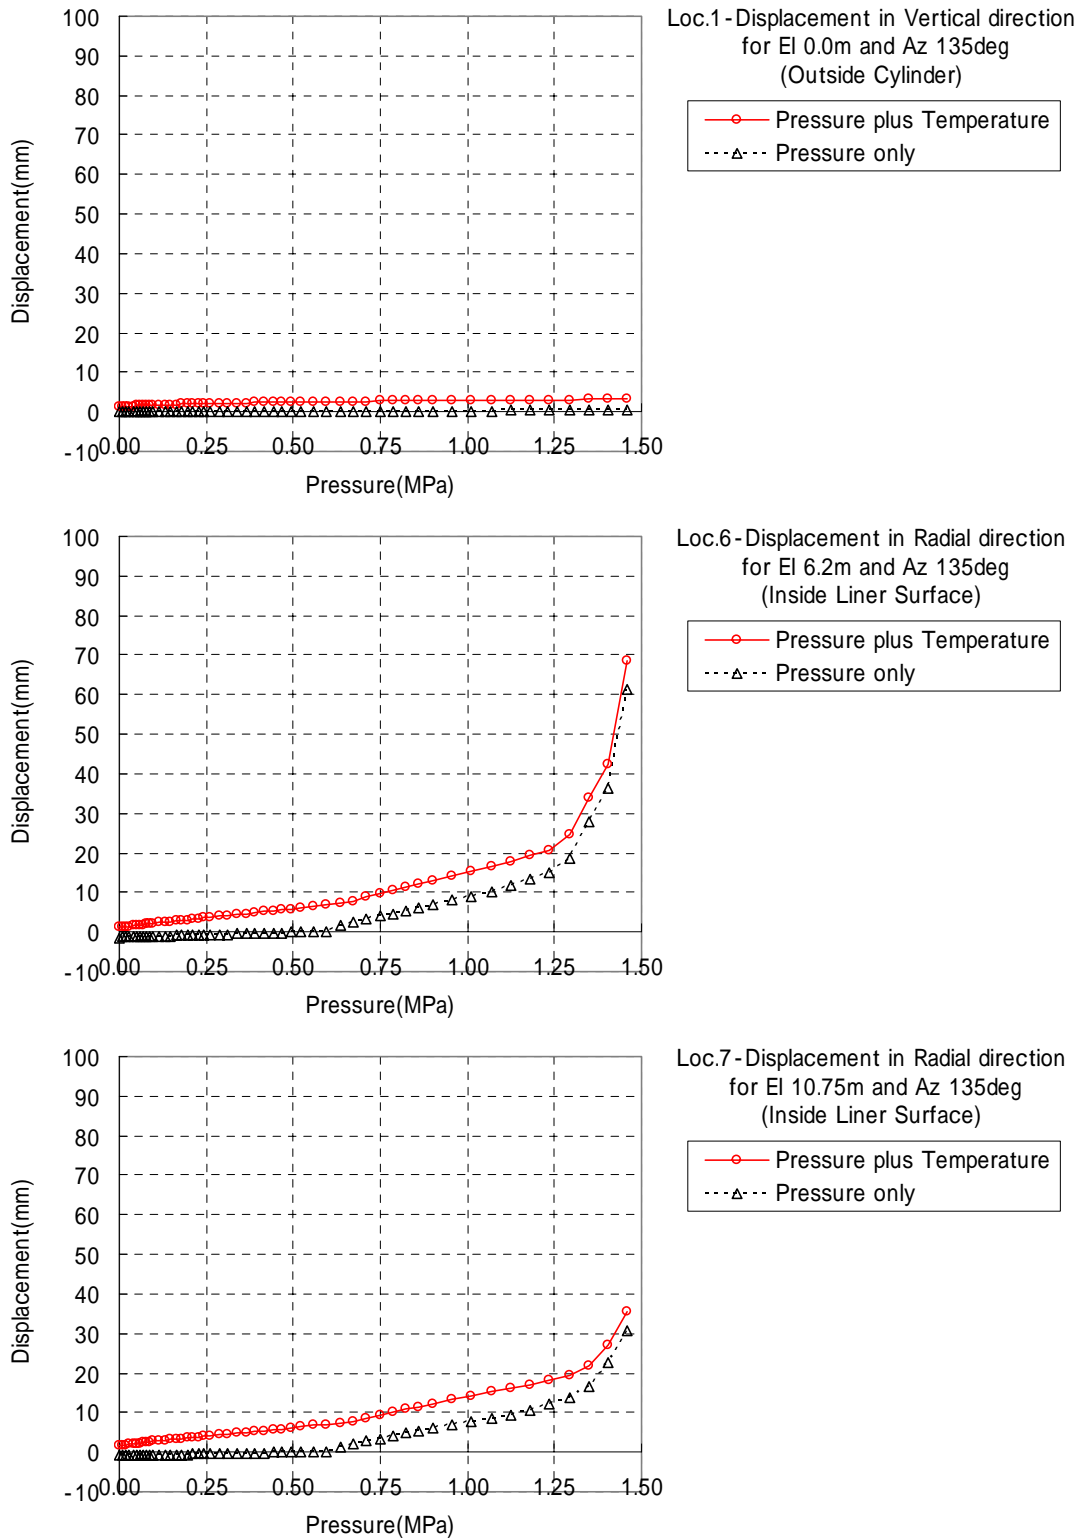 Loc.1-Displacement in Vertical direction
for El 0.0m and Az 135deg
(Outside Cylinder)
Pressure plus Temperature
Pressure only
Displacement(mm)
100
90
80
70
60
50
40
30
20
10
0
-10
0.00 0.25 0.50 0.75 1.00 1.25 1.50
Pressure(MPa)
Loc.6-Displacement in Radial direction
for El 6.2m and Az 135deg
(Inside Liner Surface)
Pressure plus Temperature
Pressure only
Displacement(mm)
100
90
80
70
60
50
40
30
20
10
0
-10
0.00 0.25 0.50 0.75 1.00 1.25 1.50
Pressure(MPa)
Loc.7-Displacement in Radial direction
for El 10.75m and Az 135deg
(Inside Liner Surface)
Pressure plus Temperature
Pressure only
Displacement(mm)
100
90
80
70
60
50
40
30
20
10
0
-10
0.00 0.25 0.50 0.75 1.00 1.25 1.50
Pressure(MPa)